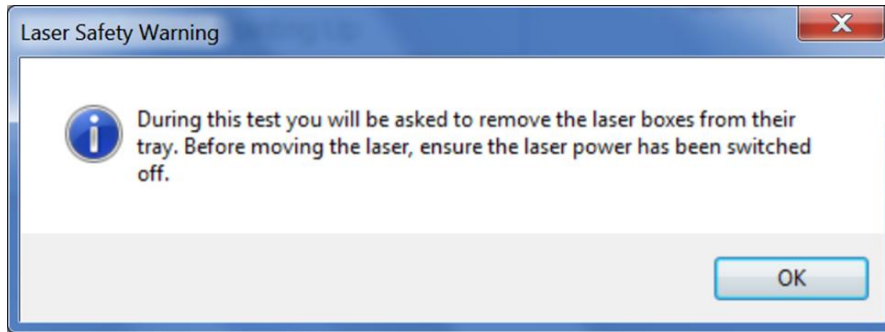 Laser Safety Warning
During this test you will be asked to remove the laser boxes from their
tray. Before moving the laser, ensure the laser power has been switched
off.
OK